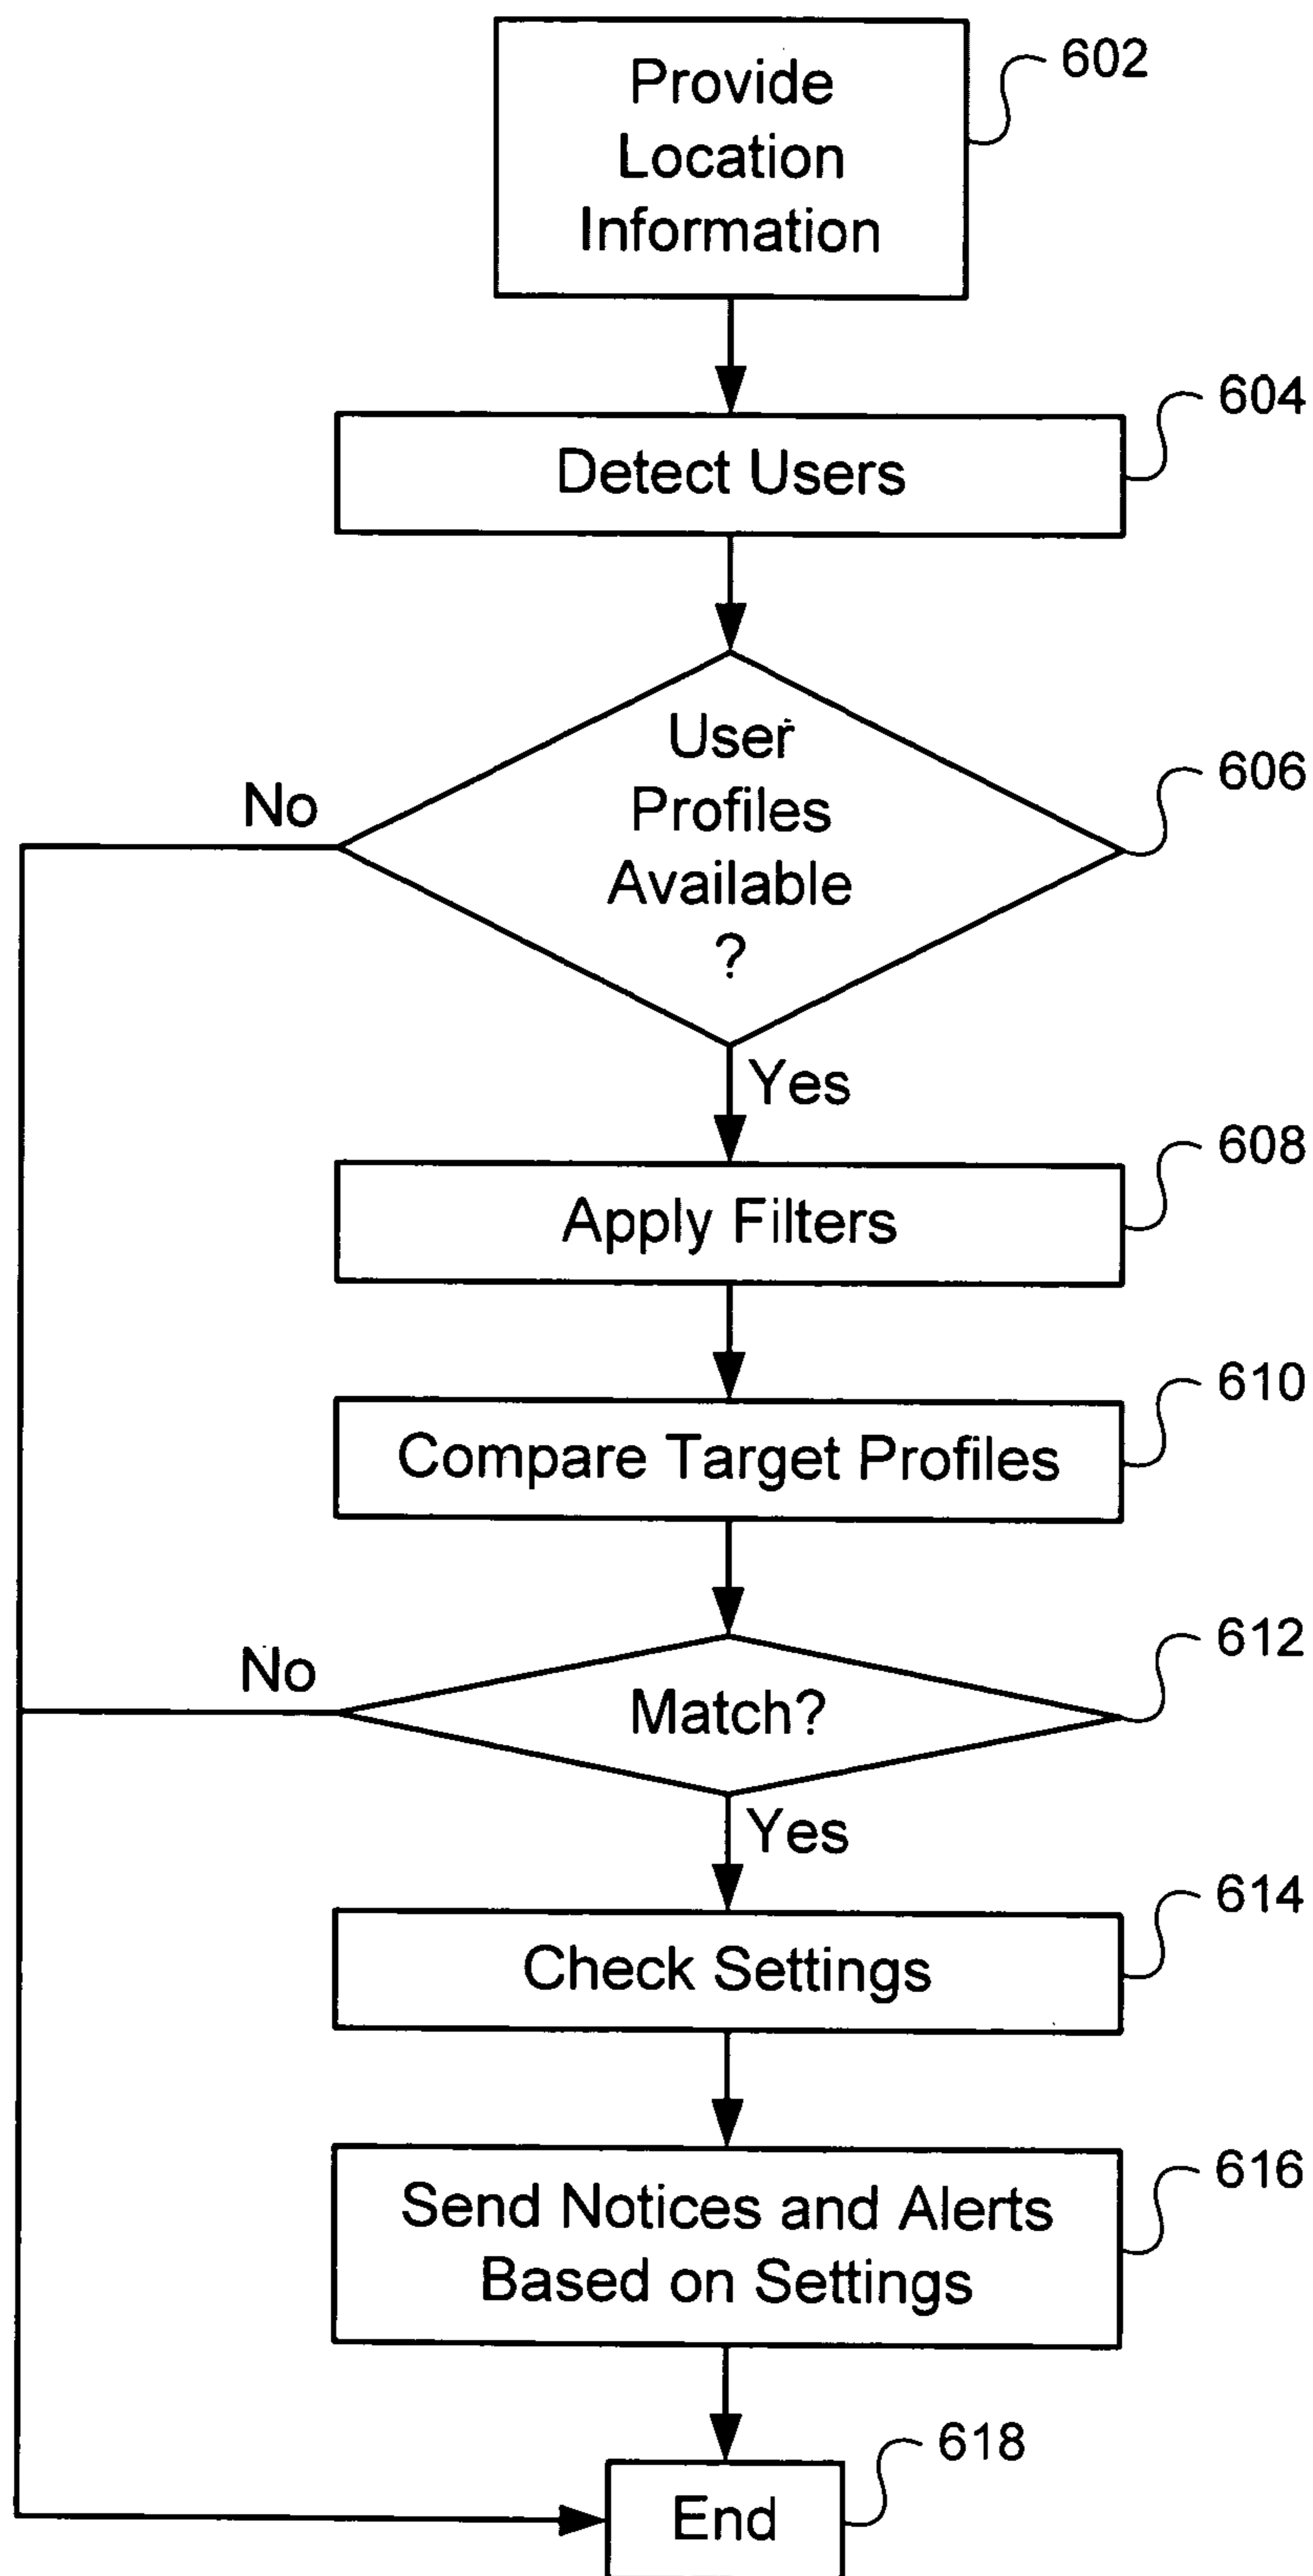 Provide
Location
Information
602
Detect Users
604
User
Profiles
Available
?
606
No
Yes
Apply Filters
608
Compare Target Profiles
610
Match?
612
No
Yes
Check Settings
614
Send Notices and Alerts
Based on Settings
616
End
618